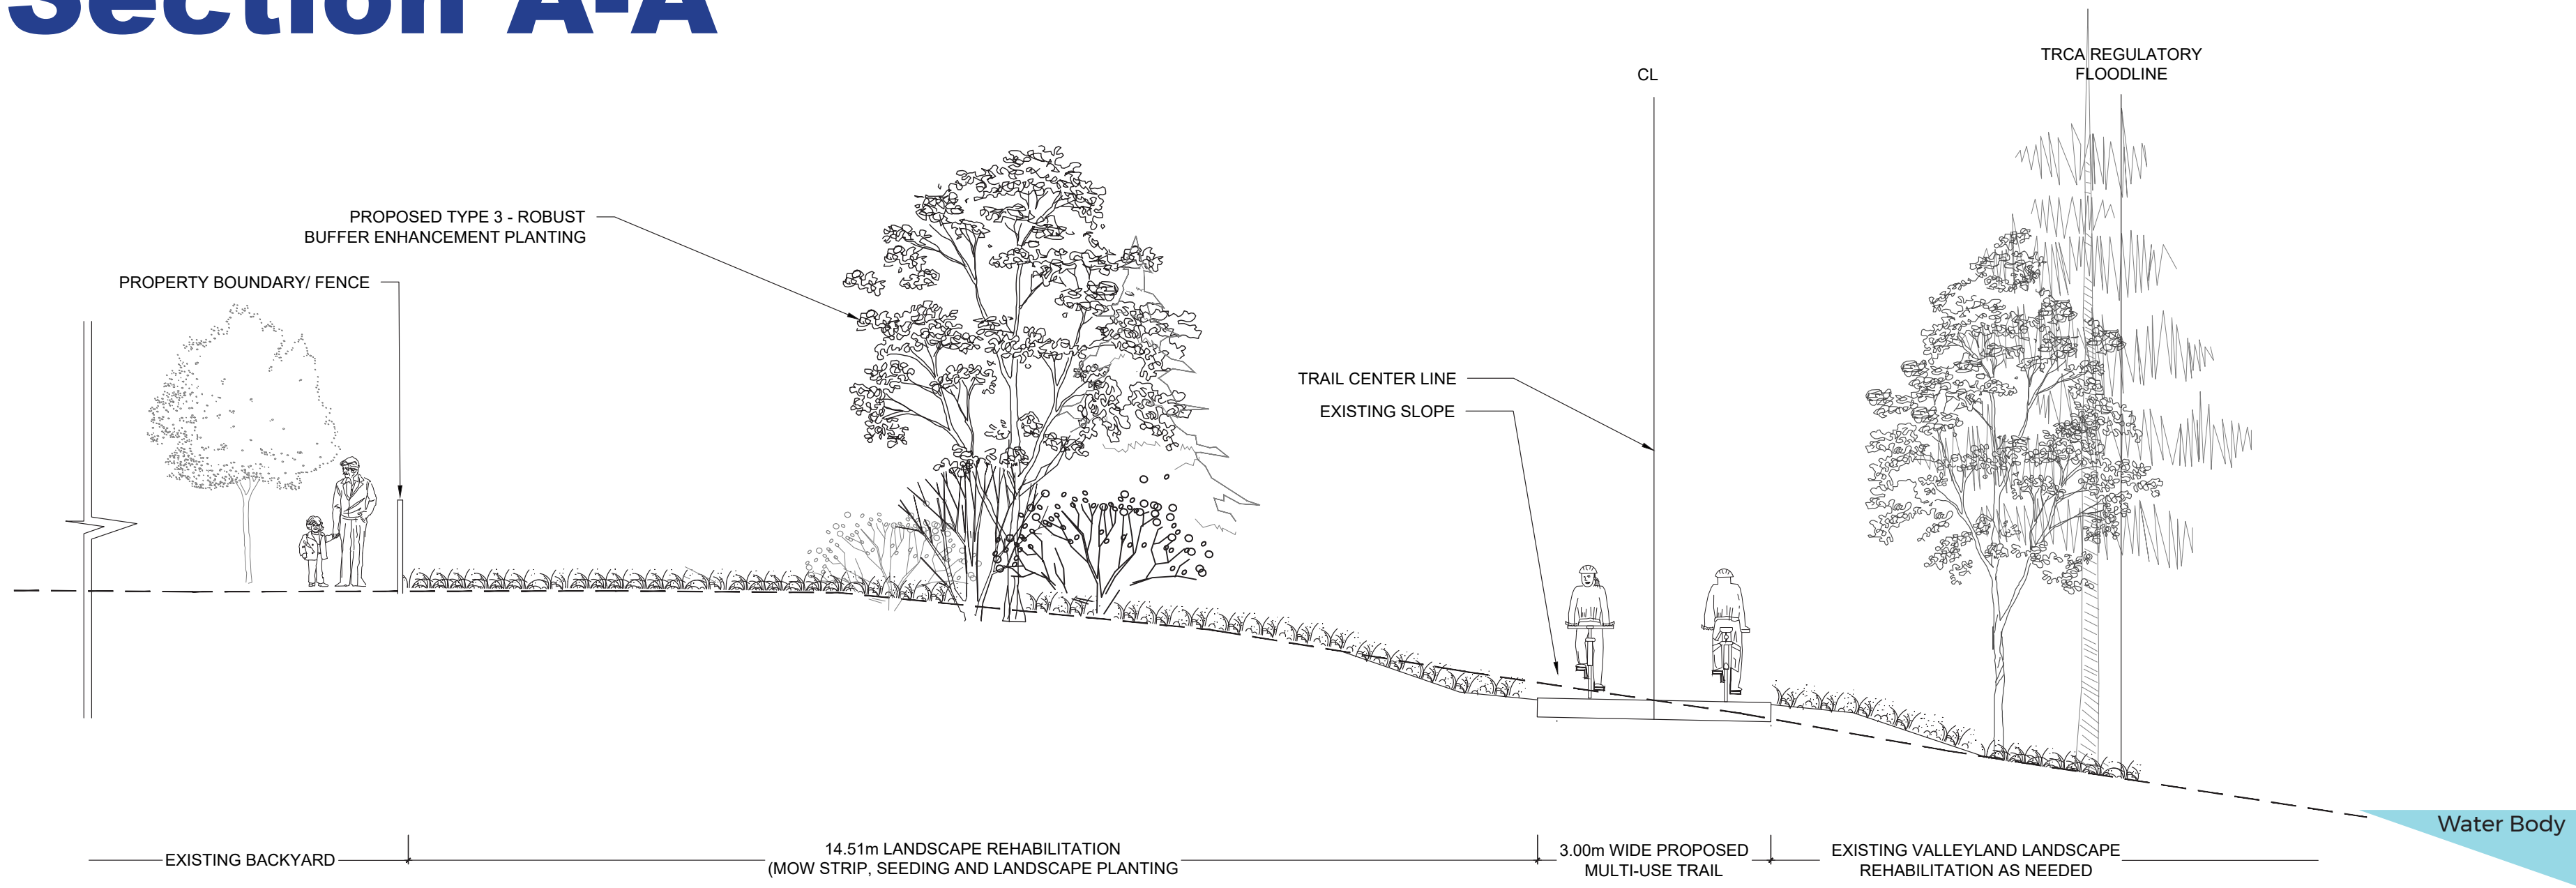 Section A-A
TRCA REGULATORY
FLOODLINE
CL
PROPOSED TYPE 3 - ROBUST
BUFFER ENHANCEMENT PLANTING
PROPERTY BOUNDARY/ FENCE
TRAIL CENTER LINE
EXISTING SLOPE
Water Body
EXISTING BACKYARD
14.51m LANDSCAPE REHABILITATION
(MOW STRIP, SEEDING AND LANDSCAPE PLANTING
3.00m WIDE PROPOSED
MULTI-USE TRAIL
EXISTING VALLEYLAND LANDSCAPE
REHABILITATION AS NEEDED